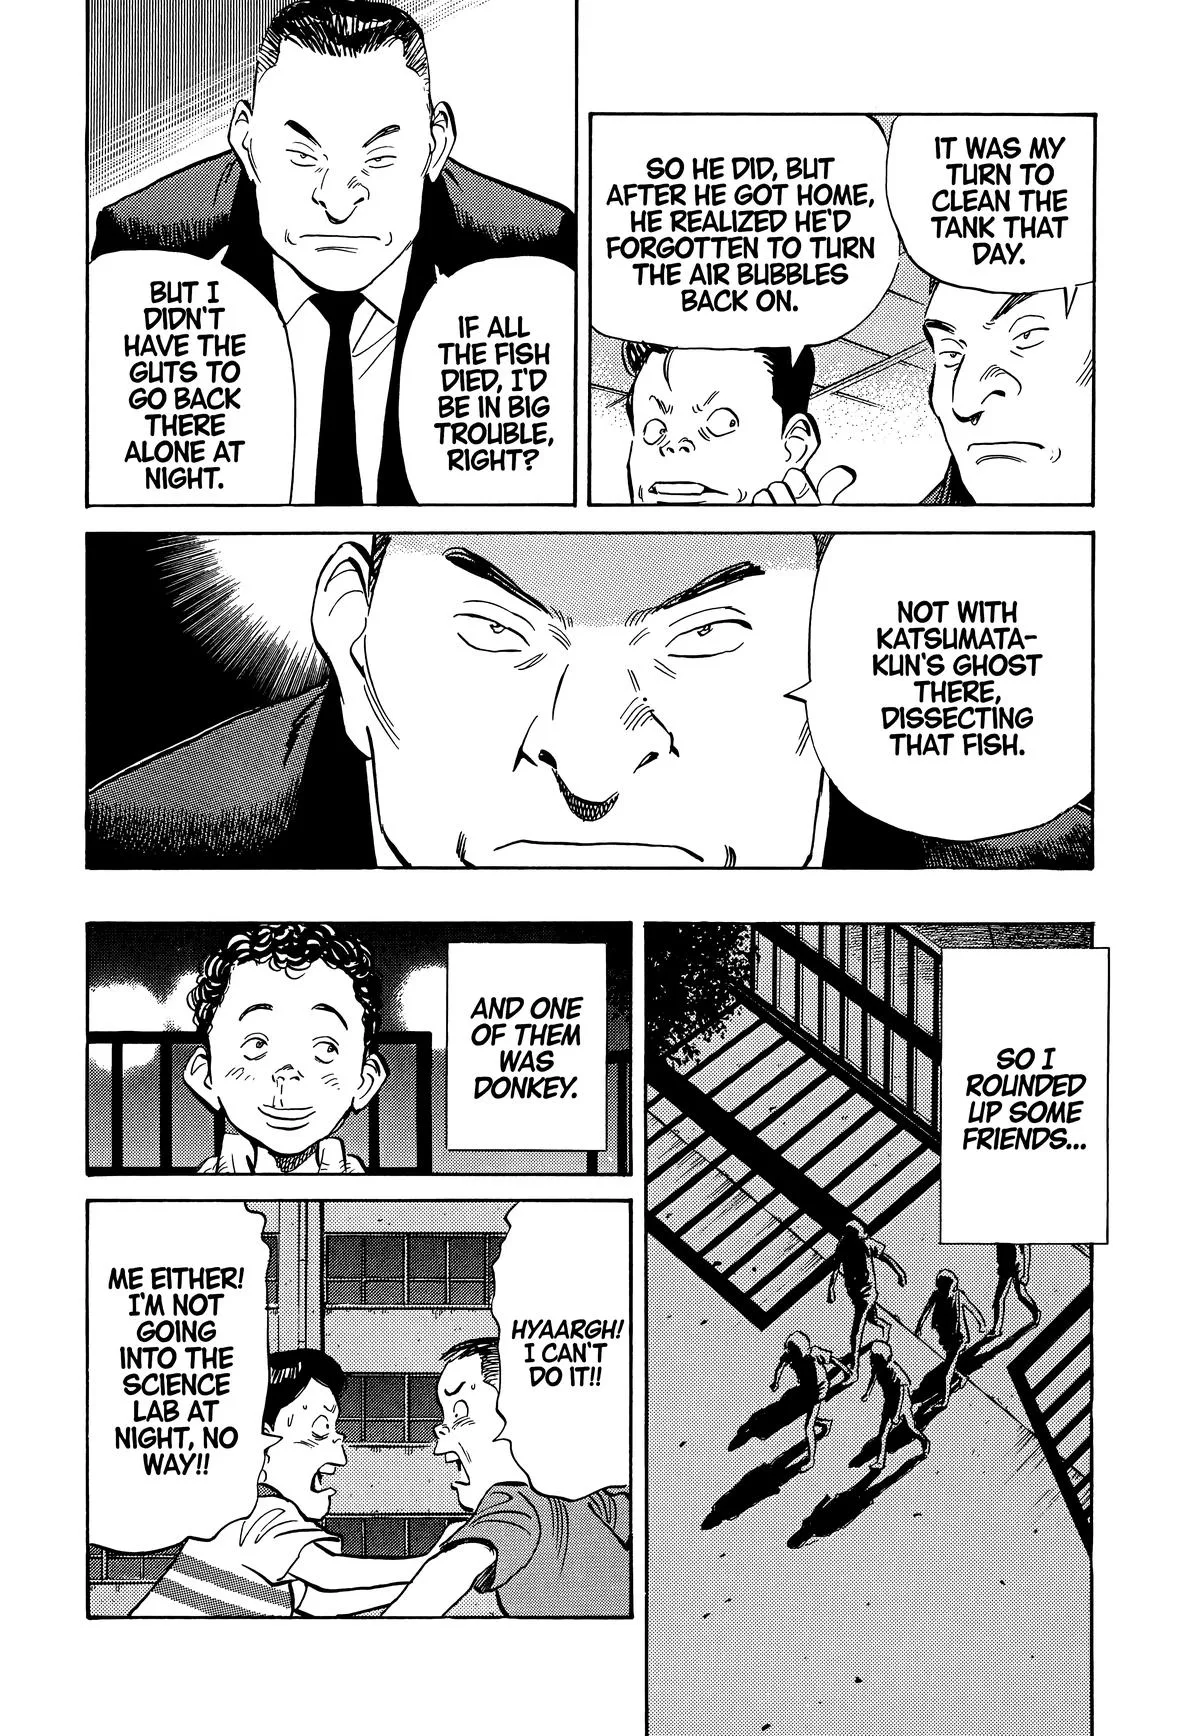 IT WAS MY
TURN TO
CLEAN THE
TANK THAT
DAY.
SO HE DID, BUT
AFTER HE GOT HOME,
HE REALIZED HE'D
FORGOTTEN TO TURN
THE AIR BUBBLES
BACK ON.
IF ALL
THE FISH
DIED, I'D
BE IN BIG
TROUBLE,
RIGHT?
BUT I
DIDN'T
HAVE THE
GUTS TO
GO BACK
THERE
ALONE AT
NIGHT.
NOT WITH
KATSUMATA-
KUN'S GHOST
THERE,
DISSECTING
THAT FISH.
SO I
ROUNDED
UP SOME
FRIENDS...
AND ONE
OF THEM
WAS
DONKEY.
HYAARGH!
I CAN'T
DO IT!!
ME EITHER!
I'M NOT
GOING
INTO THE
SCIENCE
LAB AT
NIGHT, NO
WAY!!